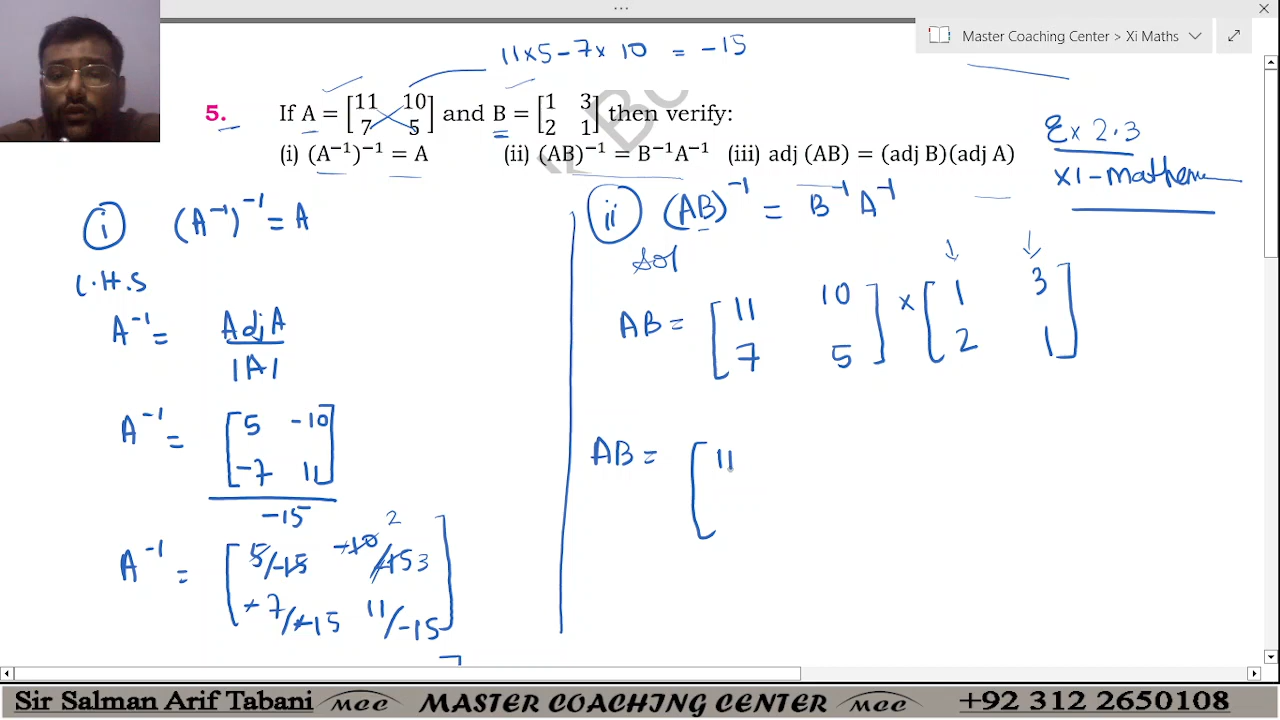 Master Coaching Center > Xi Maths
11×5-7×10 = -15
5. If A = [11 10 7 5] and B = [1 3 2 1] then verify:
(i) (A⁻¹)⁻¹ = A (ii) (AB)⁻¹ = B⁻¹A⁻¹ (iii) adj (AB) = (adj B)(adj A)
Ex 2.3
XI-Mathem
i (A⁻¹)⁻¹ = A
L.H.S
A⁻¹ = AdjA
|A|
A⁻¹ = [5 -10
-7 11]
-15
A⁻¹ = [5/-15 -10/-15 2 3
-7/-15 11/-15]
ii (AB)⁻¹ = B⁻¹A⁻¹
Sol
AB = [11 10 7 5] × [1 3 2 1]
AB = [11
Sir Salman Arif Tabani mcc MASTER COACHING CENTER mcc +92 312 2650108